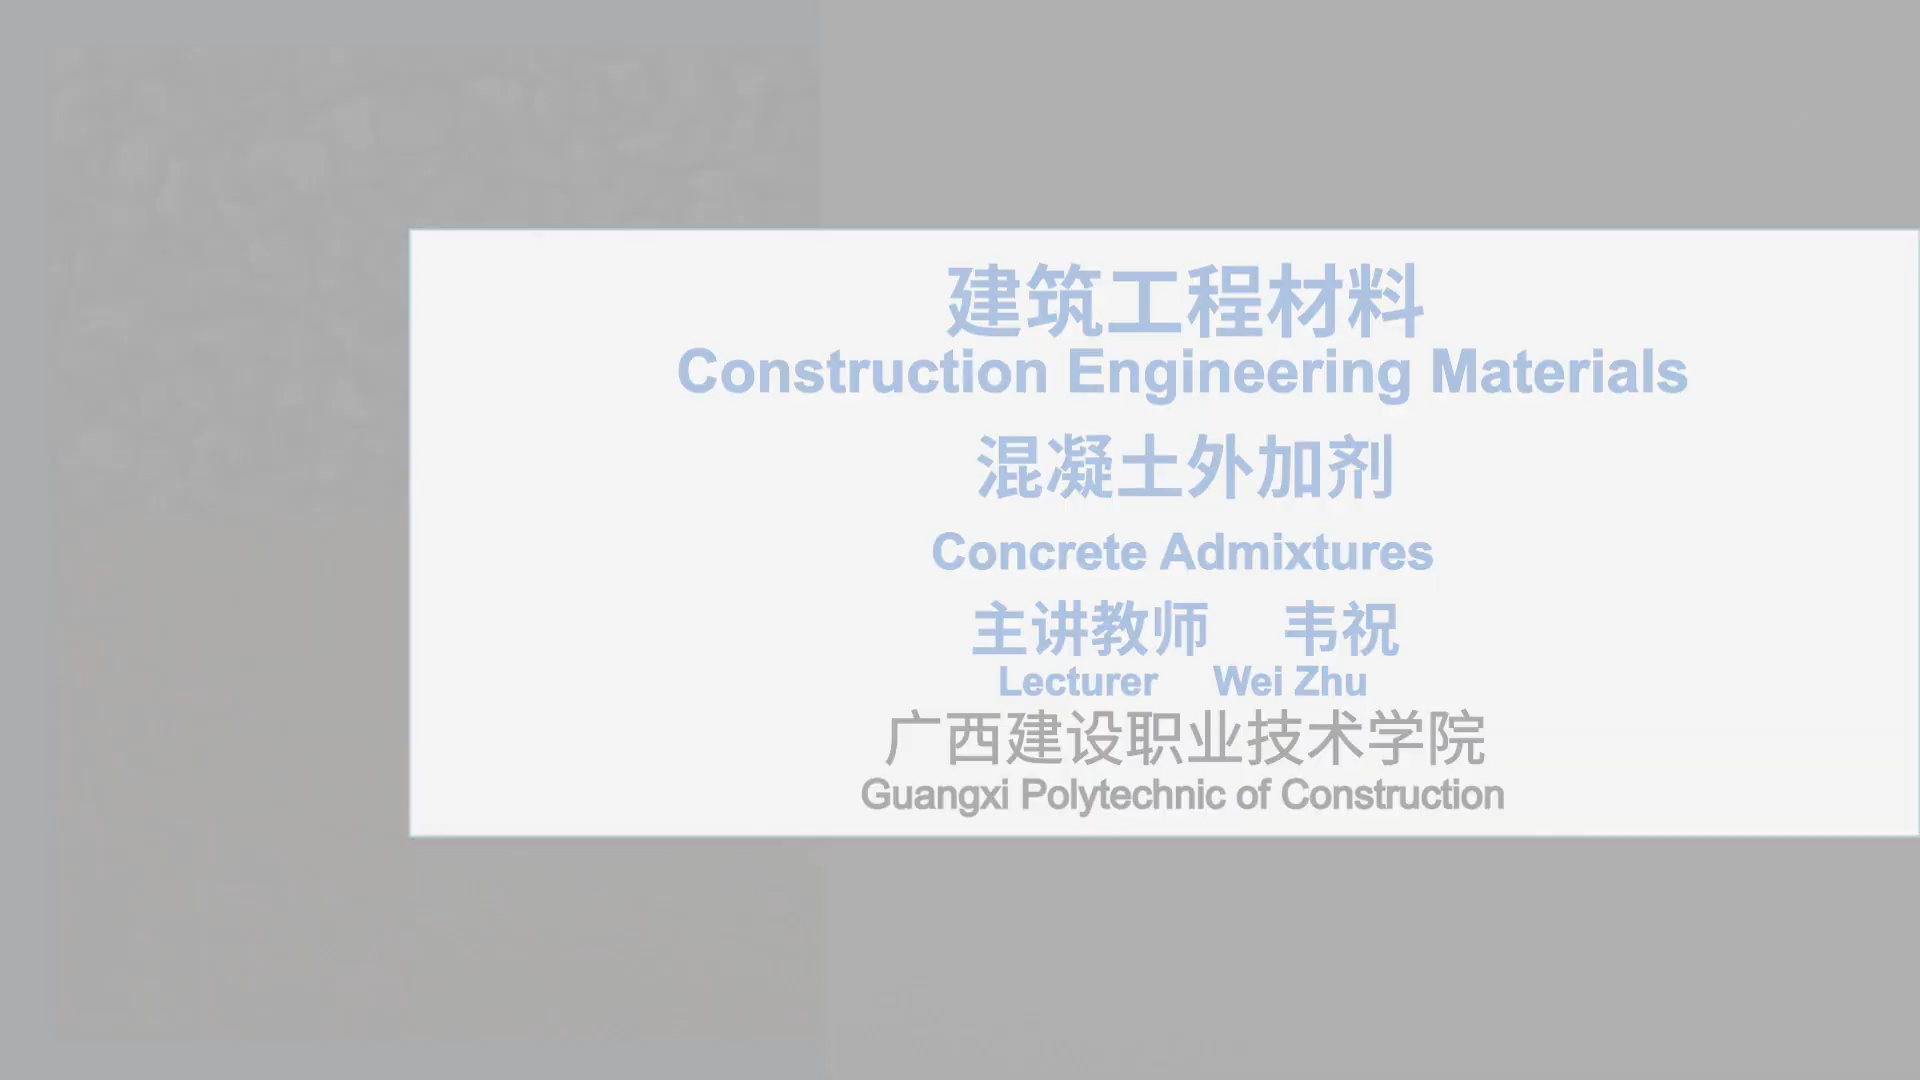 建筑工程材料
Construction Engineering Materials
混凝土外加剂
Concrete Admixtures
主讲教师 韦祝
Lecturer Wei Zhu
广西建设职业技术学院
Guangxi Polytechnic of Construction